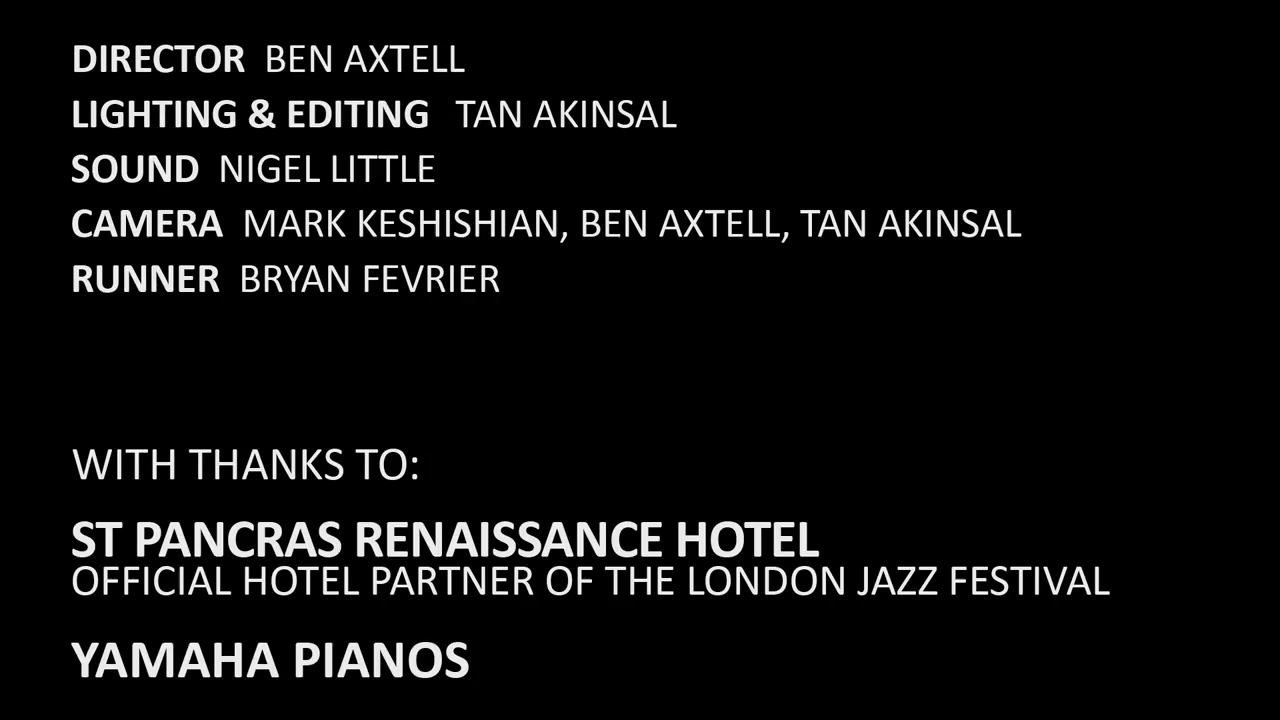 DIRECTOR BEN AXTELL
LIGHTING & EDITING TAN AKINSAL
SOUND NIGEL LITTLE
CAMERA MARK KESHISHIAN, BEN AXTELL, TAN AKINSAL
RUNNER BRYAN FEVRIER
WITH THANKS TO:
ST PANCRAS RENAISSANCE HOTEL
OFFICIAL HOTEL PARTNER OF THE LONDON JAZZ FESTIVAL
YAMAHA PIANOS